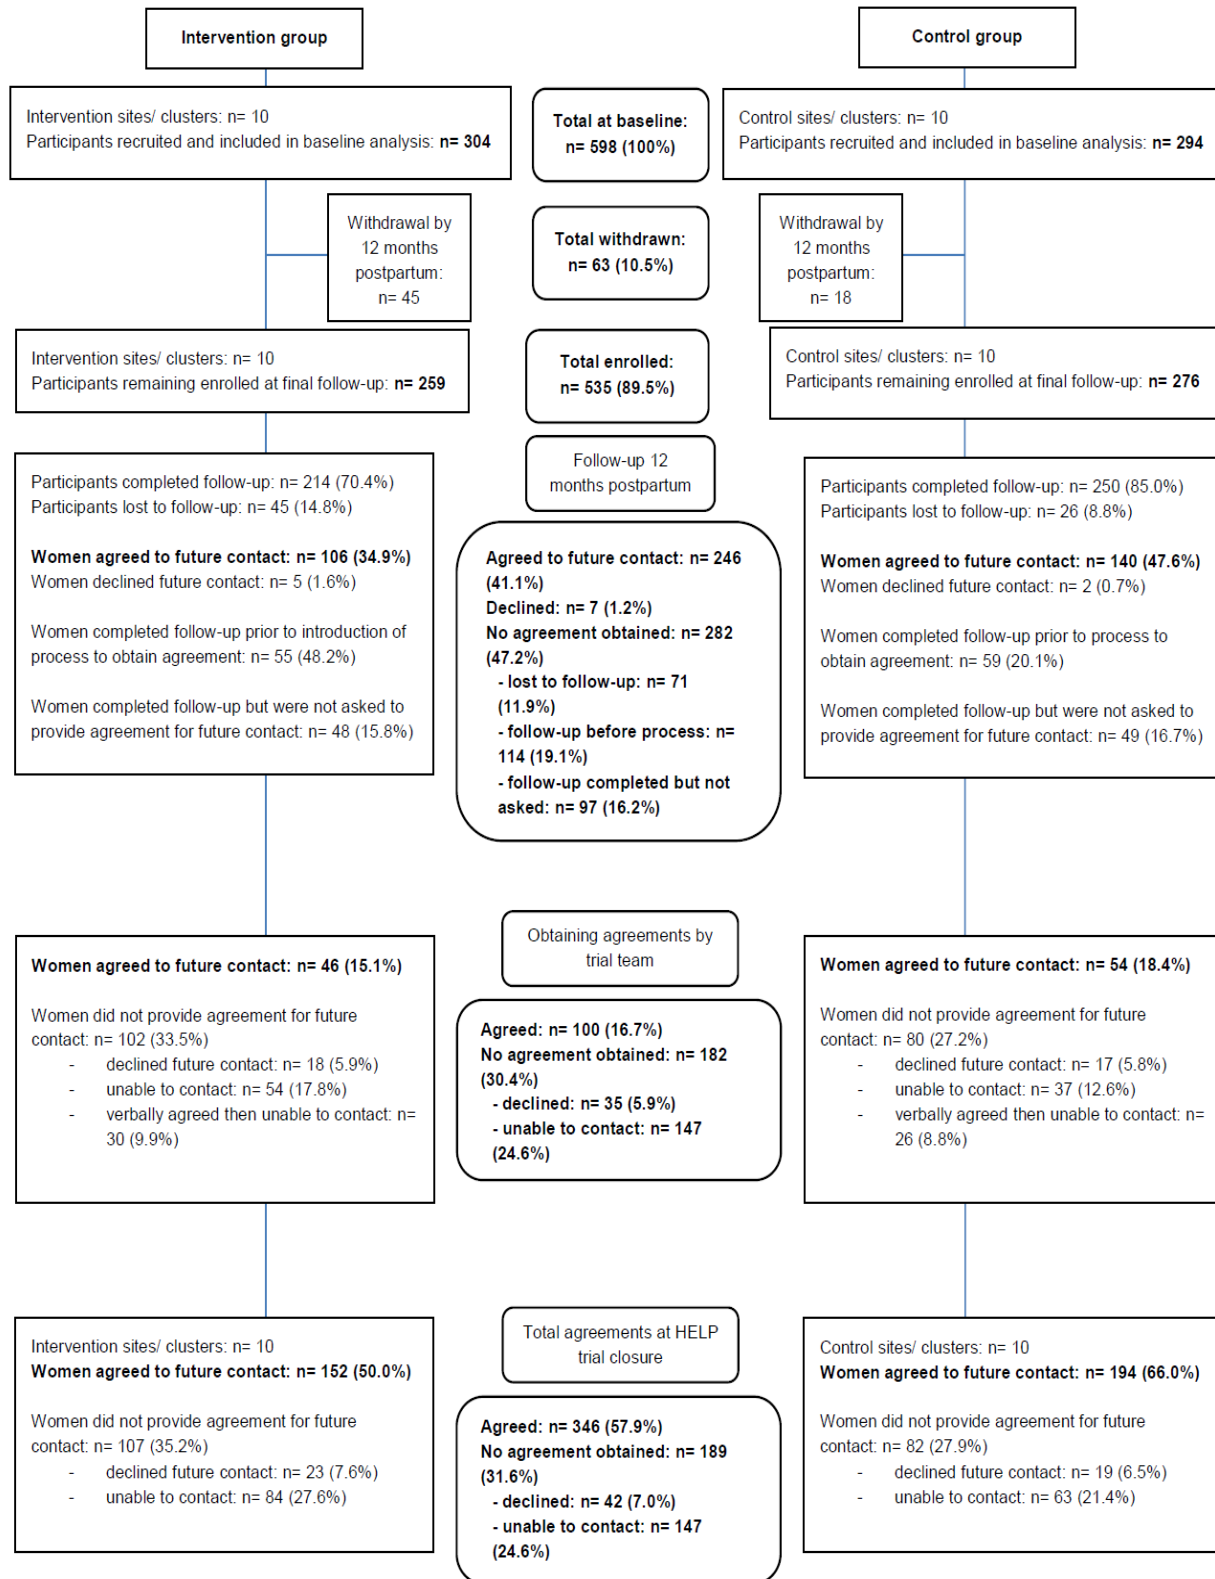 Intervention group
Control group
Intervention sites/ clusters: n= 10
Participants recruited and included in baseline analysis: n= 304
Total at baseline:
n= 598 (100%)
Control sites/ clusters: n= 10
Participants recruited and included in baseline analysis: n= 294
Withdrawal by
12 months
postpartum:
n= 45
Total withdrawn:
n= 63 (10.5%)
Withdrawal by
12 months
postpartum:
n= 18
Intervention sites/ clusters: n= 10
Participants remaining enrolled at final follow-up: n= 259
Total enrolled:
n= 535 (89.5%)
Control sites/ clusters: n= 10
Participants remaining enrolled at final follow-up: n= 276
Follow-up 12
months postpartum
Participants completed follow-up: n= 214 (70.4%)
Participants lost to follow-up: n= 45 (14.8%)
Women agreed to future contact: n= 106 (34.9%)
Women declined future contact: n= 5 (1.6%)
Women completed follow-up prior to introduction of
process to obtain agreement: n= 55 (48.2%)
Women completed follow-up but were not asked to
provide agreement for future contact: n= 48 (15.8%)
Agreed to future contact: n= 246
(41.1%)
Declined: n= 7 (1.2%)
No agreement obtained: n= 282
(47.2%)
- lost to follow-up: n= 71
(11.9%)
- follow-up before process: n=
114 (19.1%)
- follow-up completed but not
asked: n= 97 (16.2%)
Participants completed follow-up: n= 250 (85.0%)
Participants lost to follow-up: n= 26 (8.8%)
Women agreed to future contact: n= 140 (47.6%)
Women declined future contact: n= 2 (0.7%)
Women completed follow-up prior to process to
obtain agreement: n= 59 (20.1%)
Women completed follow-up but were not asked to
provide agreement for future contact: n= 49 (16.7%)
Obtaining agreements by
trial team
Women agreed to future contact: n= 46 (15.1%)
Women did not provide agreement for future
contact: n= 102 (33.5%)
- declined future contact: n= 18 (5.9%)
- unable to contact: n= 54 (17.8%)
- verbally agreed then unable to contact: n=
30 (9.9%)
Agreed: n= 100 (16.7%)
No agreement obtained: n= 182
(30.4%)
- declined: n= 35 (5.9%)
- unable to contact: n= 147
(24.6%)
Women agreed to future contact: n= 54 (18.4%)
Women did not provide agreement for future
contact: n= 80 (27.2%)
- declined future contact: n= 17 (5.8%)
- unable to contact: n= 37 (12.6%)
- verbally agreed then unable to contact: n=
26 (8.8%)
Total agreements at HELP
trial closure
Intervention sites/ clusters: n= 10
Women agreed to future contact: n= 152 (50.0%)
Women did not provide agreement for future
contact: n= 107 (35.2%)
- declined future contact: n= 23 (7.6%)
- unable to contact: n= 84 (27.6%)
Agreed: n= 346 (57.9%)
No agreement obtained: n= 189
(31.6%)
- declined: n= 42 (7.0%)
- unable to contact: n= 147
(24.6%)
Control sites/ clusters: n= 10
Women agreed to future contact: n= 194 (66.0%)
Women did not provide agreement for future
contact: n= 82 (27.9%)
- declined future contact: n= 19 (6.5%)
- unable to contact: n= 63 (21.4%)